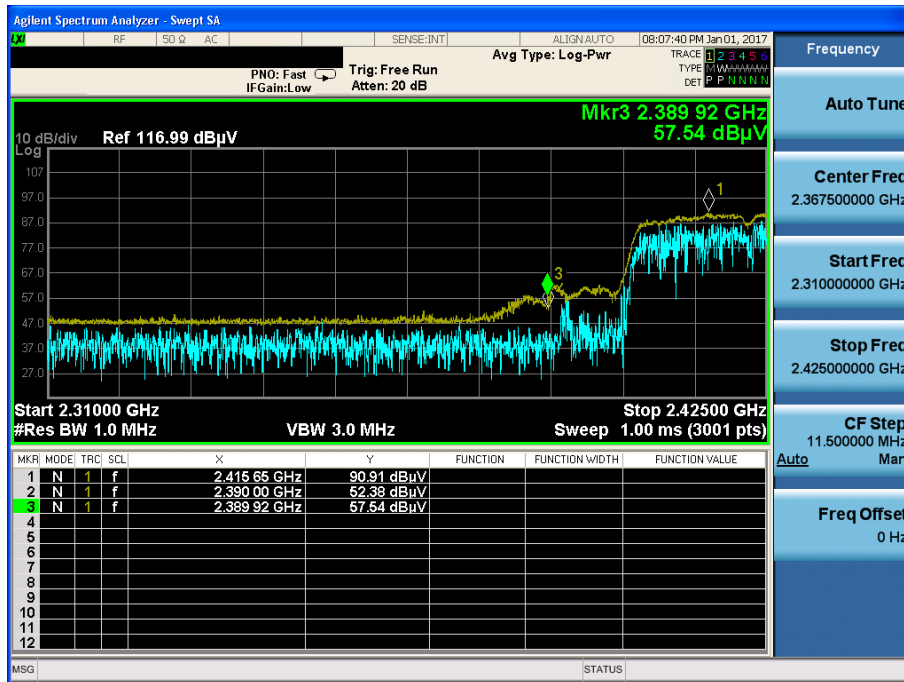 Agilent Spectrum Analyzer - Swept SA
LXI RF 50 Ω AC SENSE:INT ALIGN AUTO 08:07:40 PM Jan 01, 2017
PNO: Fast Trig: Free Run Avg Type: Log-Pwr TRACE 1 2 3 4 5 6
IFGain:Low Atten: 20 dB TYPE M W W W W W
DET P P N N N N
Mkr3 2.389 92 GHz
57.54 dBµV
10 dB/div Ref 116.99 dBµV
Log
107
97.0
87.0
77.0
67.0
57.0
47.0
37.0
27.0
1
3
Start 2.31000 GHz Stop 2.42500 GHz
#Res BW 1.0 MHz VBW 3.0 MHz Sweep 1.00 ms (3001 pts)
MKR MODE TRC SCL X Y FUNCTION FUNCTION WIDTH FUNCTION VALUE
1 N 1 f 2.415 65 GHz 90.91 dBµV
2 N 1 f 2.390 00 GHz 52.38 dBµV
3 N 1 f 2.389 92 GHz 57.54 dBµV
4
5
6
7
8
9
10
11
12
MSG STATUS
Frequency
Auto Tune
Center Freq
2.367500000 GHz
Start Freq
2.310000000 GHz
Stop Freq
2.425000000 GHz
CF Step
11.500000 MHz
Auto Man
Freq Offset
0 Hz